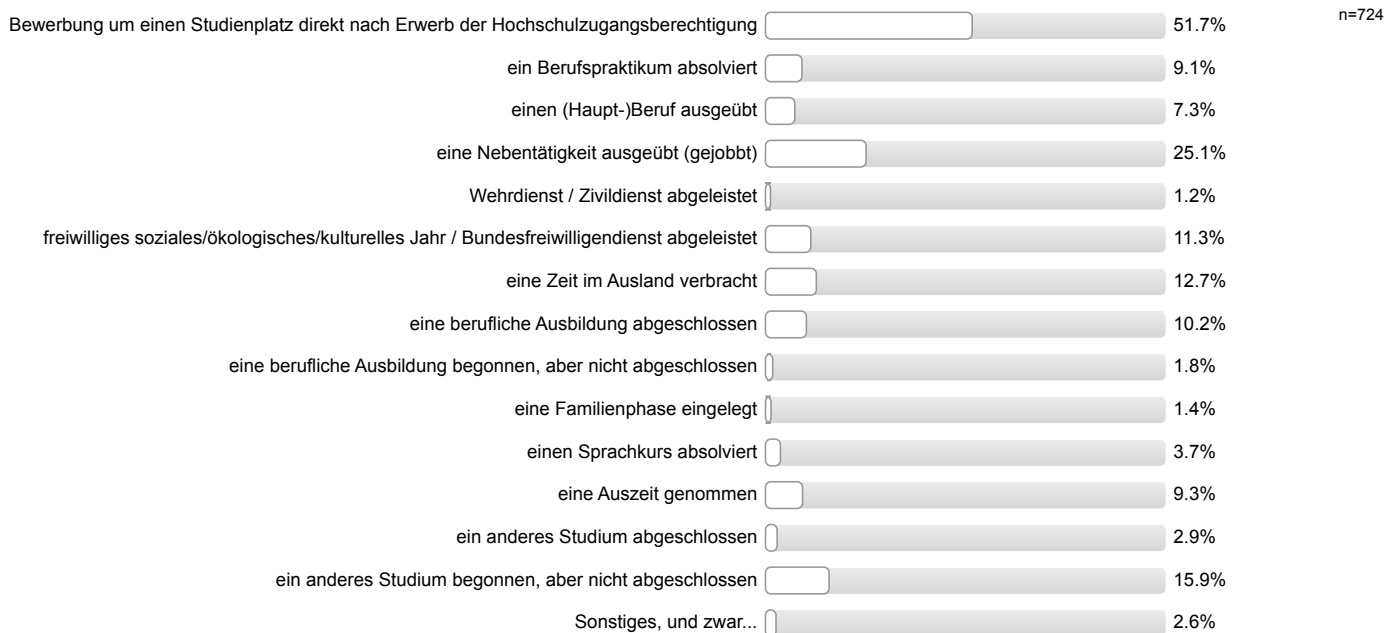 Bewerbung um einen Studienplatz direkt nach Erwerb der Hochschulzugangsberechtigung 51.7% n=724
ein Berufspraktikum absolviert 9.1%
einen (Haupt-)Beruf ausgeübt 7.3%
eine Nebentätigkeit ausgeübt (gejobbt) 25.1%
Wehrdienst / Zivildienst abgeleistet 1.2%
freiwilliges soziales/ökologisches/kulturelles Jahr / Bundesfreiwilligendienst abgeleistet 11.3%
eine Zeit im Ausland verbracht 12.7%
eine berufliche Ausbildung abgeschlossen 10.2%
eine berufliche Ausbildung begonnen, aber nicht abgeschlossen 1.8%
eine Familienphase eingelegt 1.4%
einen Sprachkurs absolviert 3.7%
eine Auszeit genommen 9.3%
ein anderes Studium abgeschlossen 2.9%
ein anderes Studium begonnen, aber nicht abgeschlossen 15.9%
Sonstiges, und zwar... 2.6%